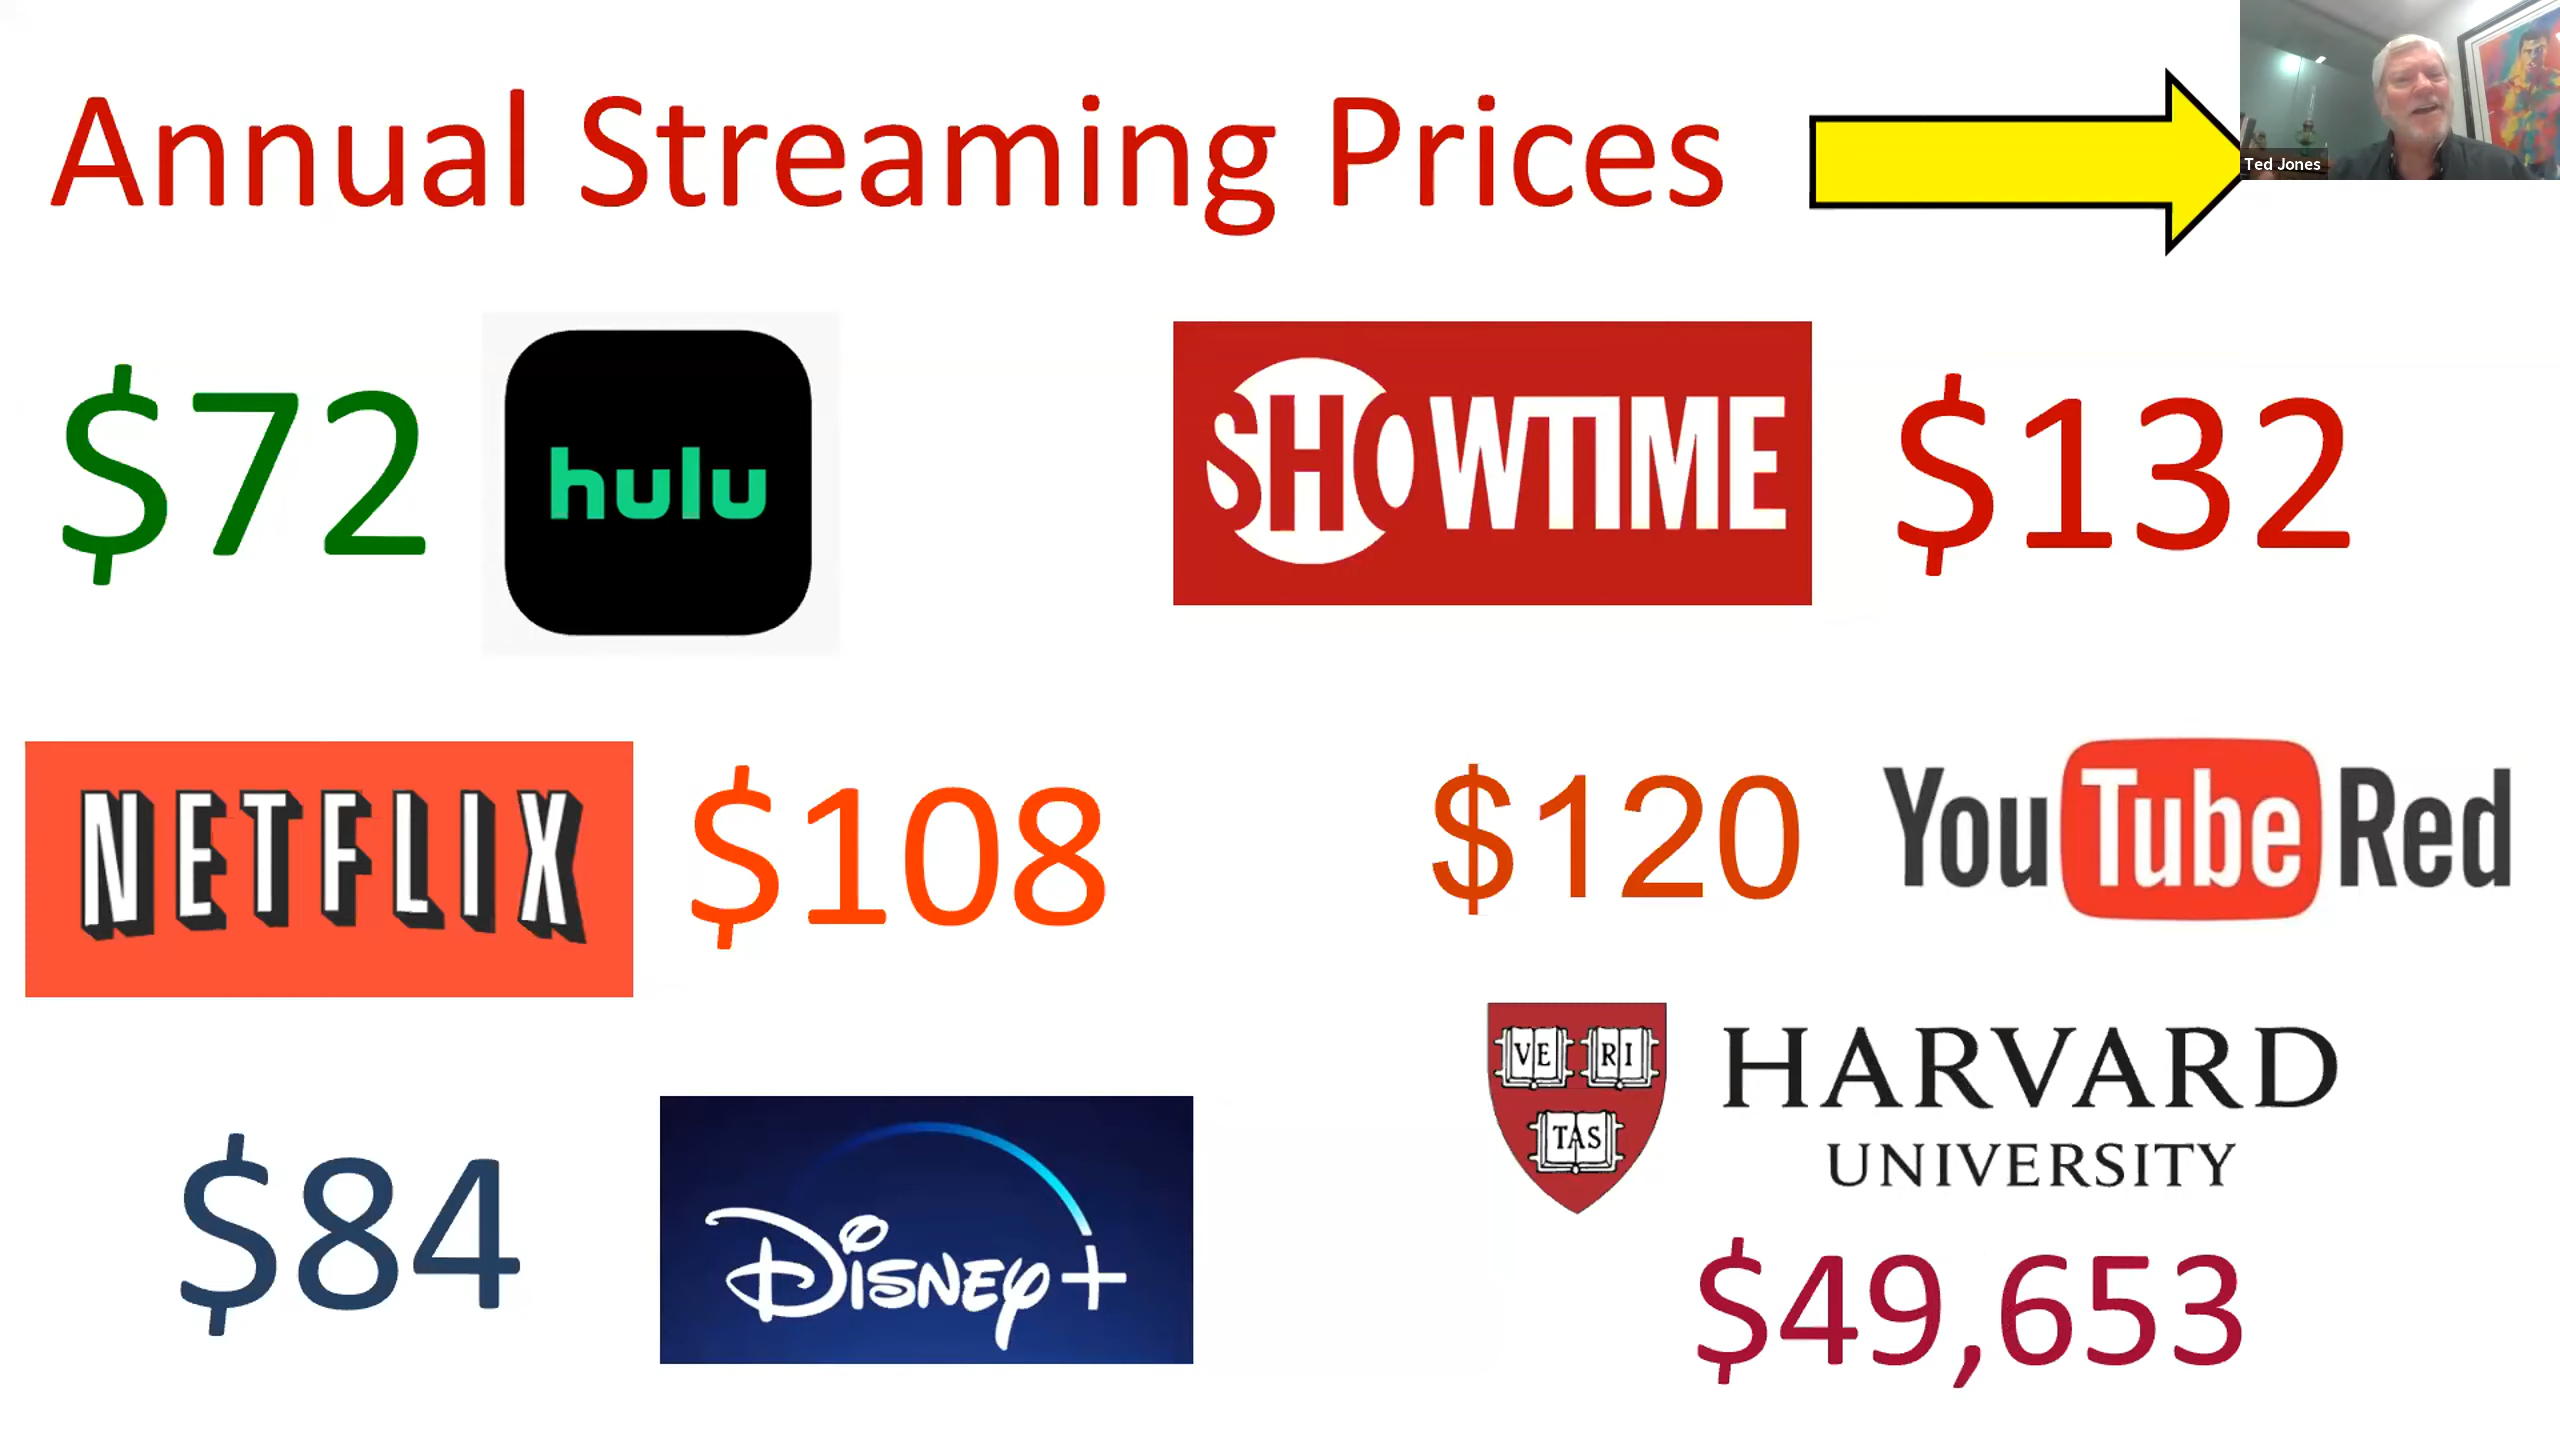 Annual Streaming Prices
Ted Jones
$72
hulu
SHOWTIME
$132
NETFLIX
$108
$120
YouTube Red
VE RI
TAS
HARVARD
UNIVERSITY
$49,653
$84
Disney+